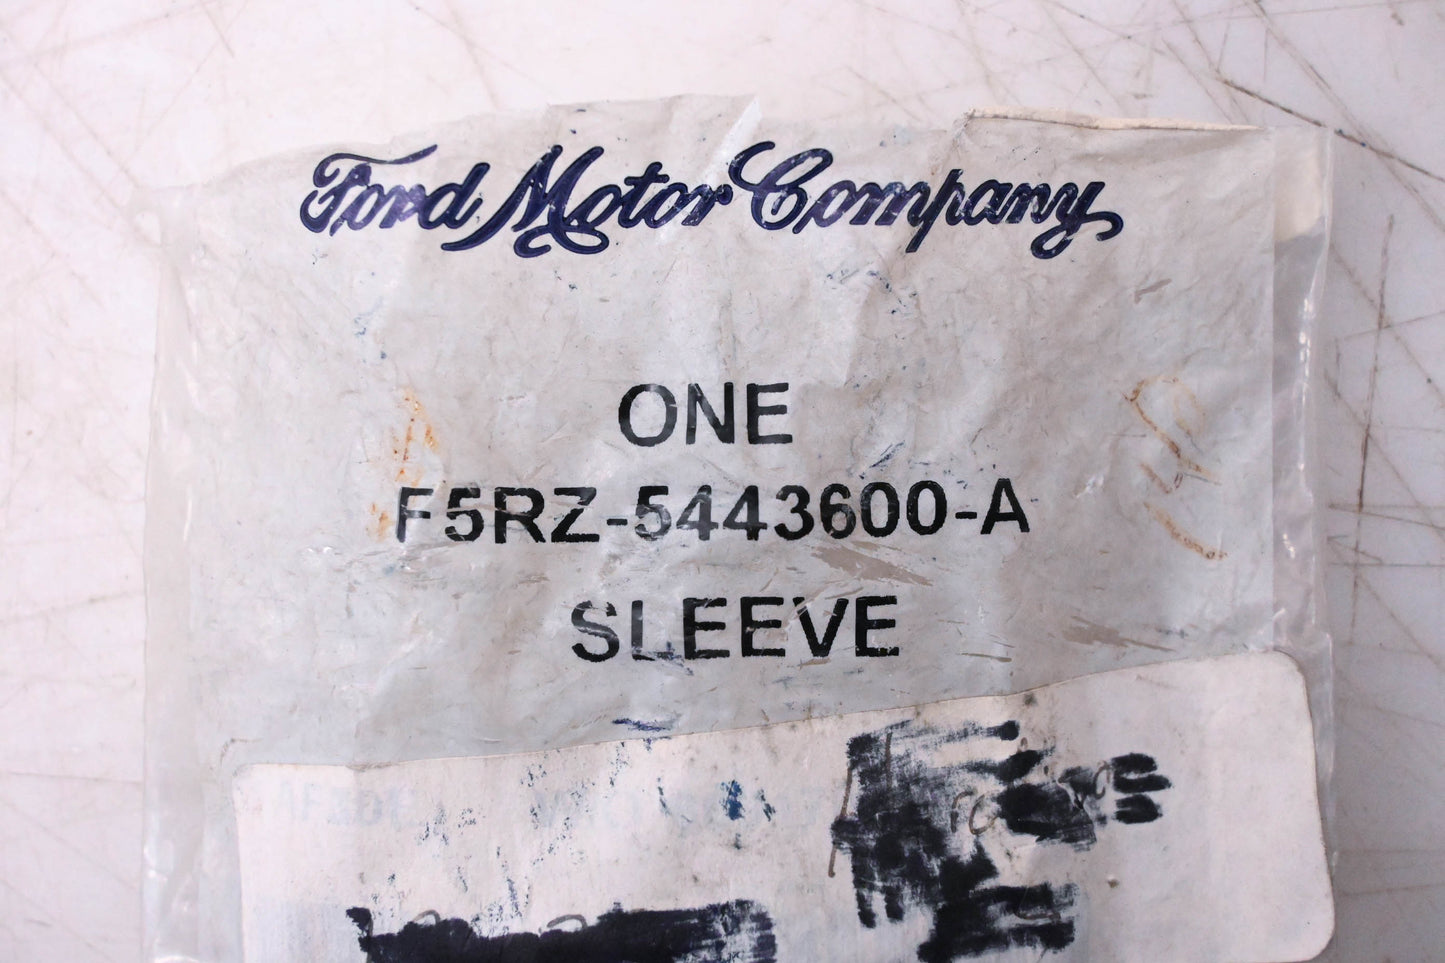 Ford Motor Company
ONE
F5RZ-5443600-A
SLEEVE